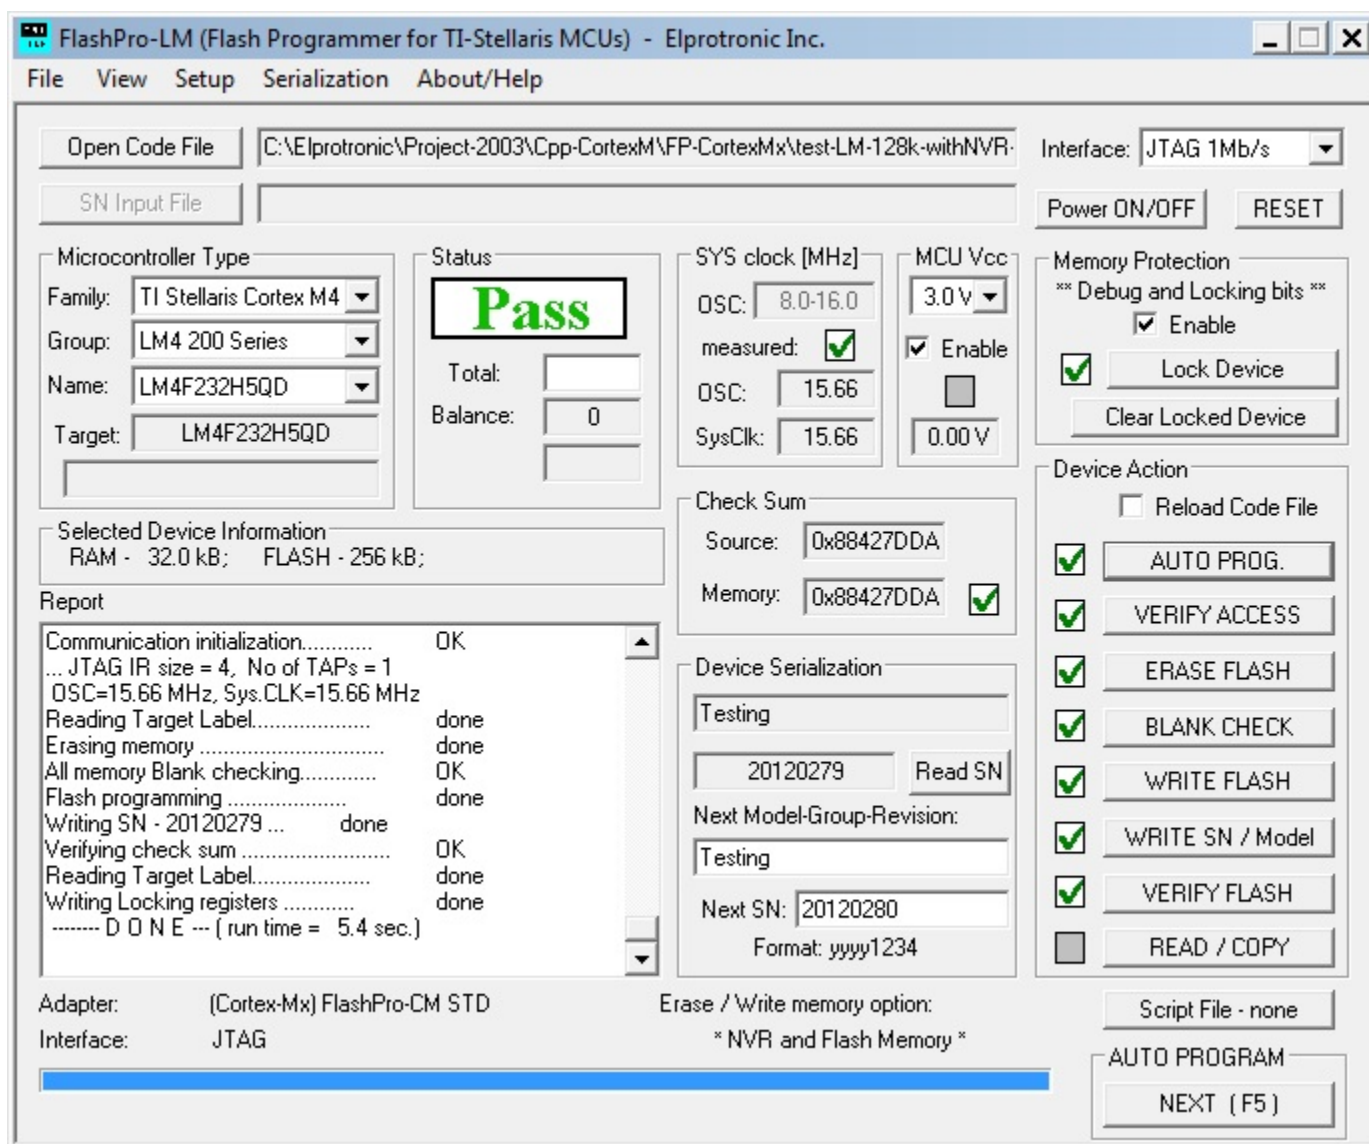 FlashPro-LM (Flash Programmer for TI-Stellaris MCUs) - Elprotronic Inc.
File View Setup Serialization About/Help
Open Code File C:\Elprotronic\Project-2003\Cpp-CortexM\FP-CortexMx\test-LM-128k-withNVR- Interface: JTAG 1Mb/s
SN Input File
Power ON/OFF RESET
Microcontroller Type
Family: TI Stellaris Cortex M4
Group: LM4 200 Series
Name: LM4F232H5QD
Target: LM4F232H5QD
Status
Pass
Total:
Balance: 0
SYS clock [MHz]
OSC: 8.0-16.0
measured:
OSC: 15.66
SysClk: 15.66
MCU Vcc
3.0 V
Enable
0.00 V
Memory Protection
** Debug and Locking bits **
Enable
Lock Device
Clear Locked Device
Selected Device Information
RAM - 32.0 kB; FLASH - 256 kB;
Check Sum
Source: 0x88427DDA
Memory: 0x88427DDA
Report
Communication initialization............ OK
... JTAG IR size = 4, No of TAPs = 1
OSC=15.66 MHz, Sys.CLK=15.66 MHz
Reading Target Label.................... done
Erasing memory ............................... done
All memory Blank checking............. OK
Flash programming .................... done
Writing SN - 20120279 ... done
Verifying check sum ......................... OK
Reading Target Label.................... done
Writing Locking registers ............ done
-------- D O N E --- ( run time = 5.4 sec.)
Device Serialization
Testing
20120279 Read SN
Next Model-Group-Revision:
Testing
Next SN: 20120280
Format: yyyy1234
Device Action
Reload Code File
AUTO PROG.
VERIFY ACCESS
ERASE FLASH
BLANK CHECK
WRITE FLASH
WRITE SN / Model
VERIFY FLASH
READ / COPY
Adapter: (Cortex-Mx) FlashPro-CM STD
Interface: JTAG
Erase / Write memory option:
* NVR and Flash Memory *
Script File - none
AUTO PROGRAM
NEXT ( F5 )